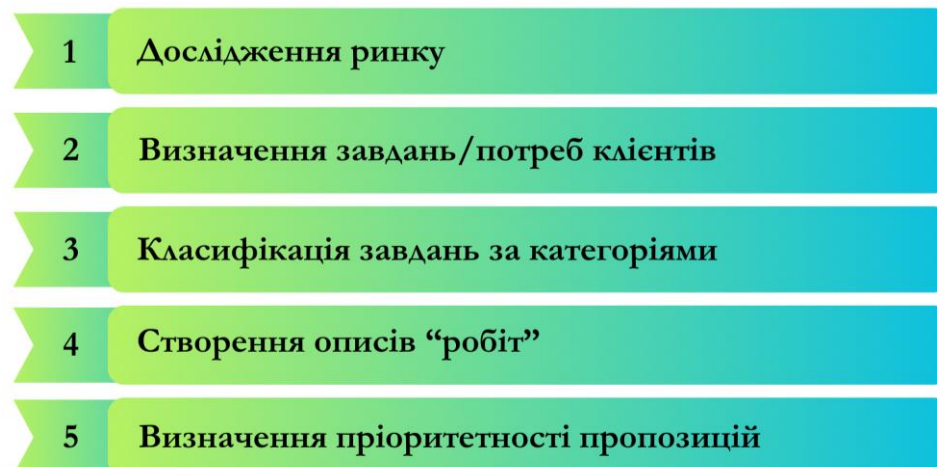 1 Дослідження ринку
2 Визначення завдань/потреб клієнтів
3 Класифікація завдань за категоріями
4 Створення описів “робіт”
5 Визначення пріоритетності пропозицій